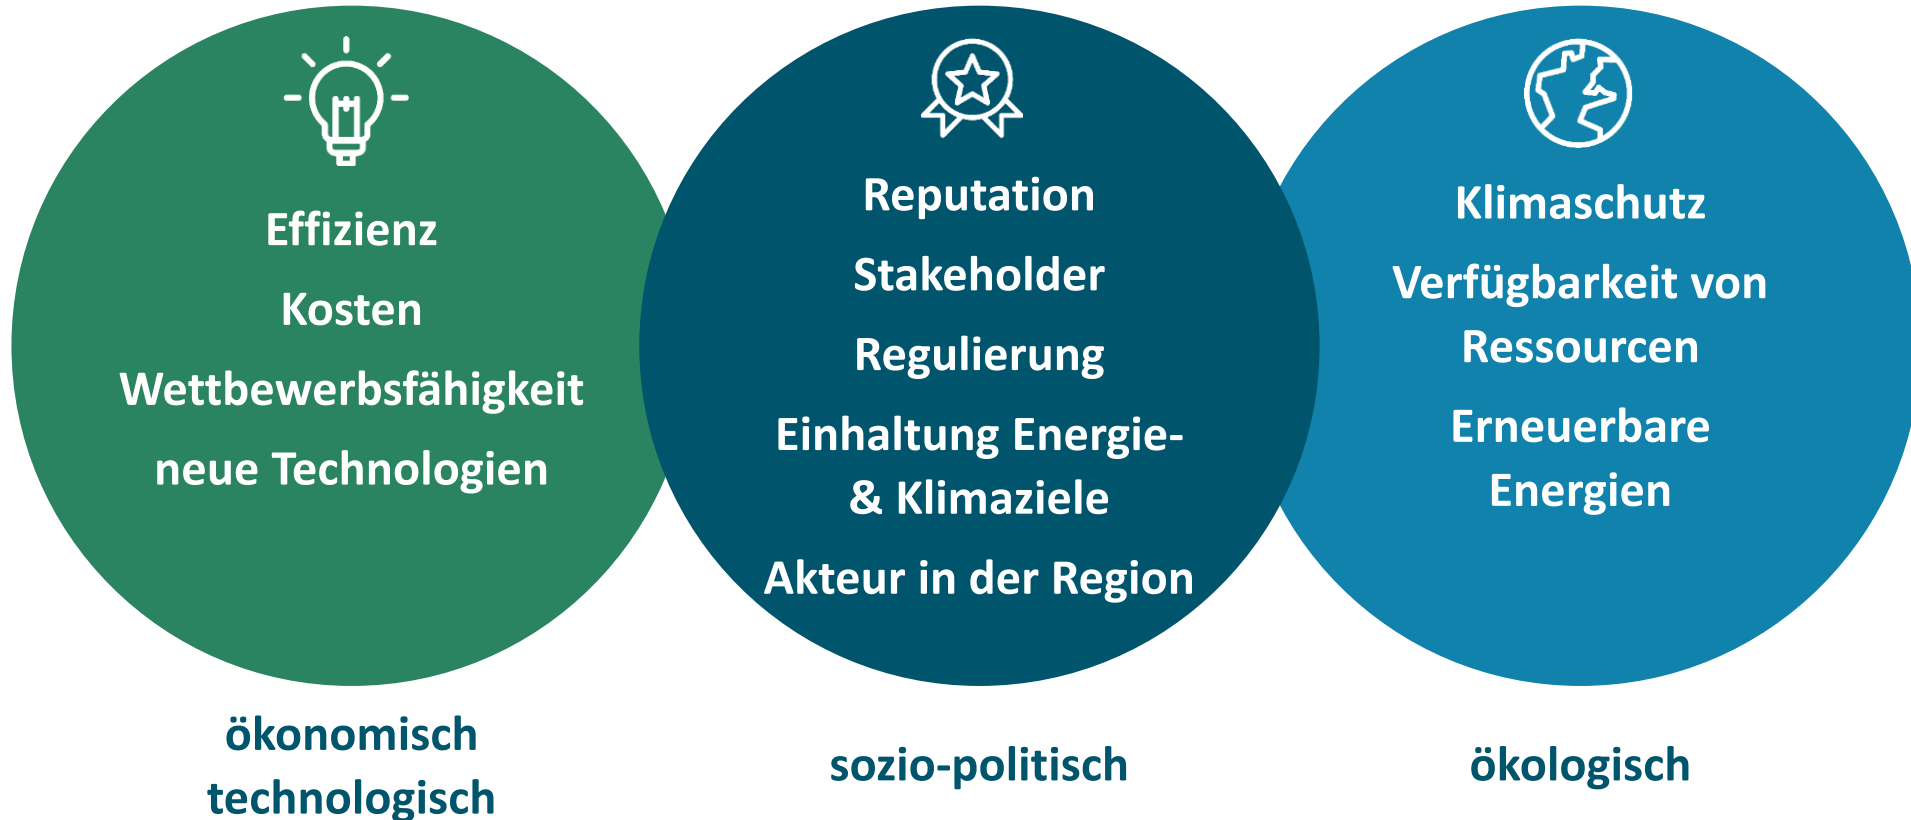 Effizienz
Kosten
Wettbewerbsfähigkeit
neue Technologien
ökonomisch
technologisch
Reputation
Stakeholder
Regulierung
Einhaltung Energie-
& Klimaziele
Akteur in der Region
sozio-politisch
Klimaschutz
Verfügbarkeit von
Ressourcen
Erneuerbare
Energien
ökologisch